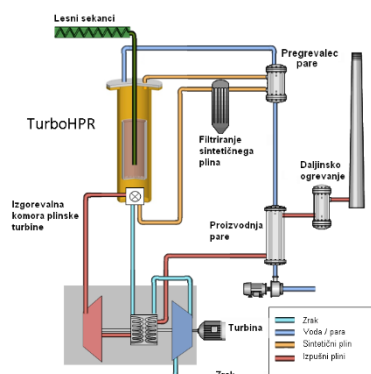 Lesni sekanci
Pregrevalec
pare
TurboHPR
Filtriranje
sintetičnega
plina
Daljinsko
ogrevanje
Izgorevalna
komora plinske
turbine
Proizvodnja
pare
Turbina
Zrak
Voda / para
Sintetični plin
Izpušni plini
Zrak